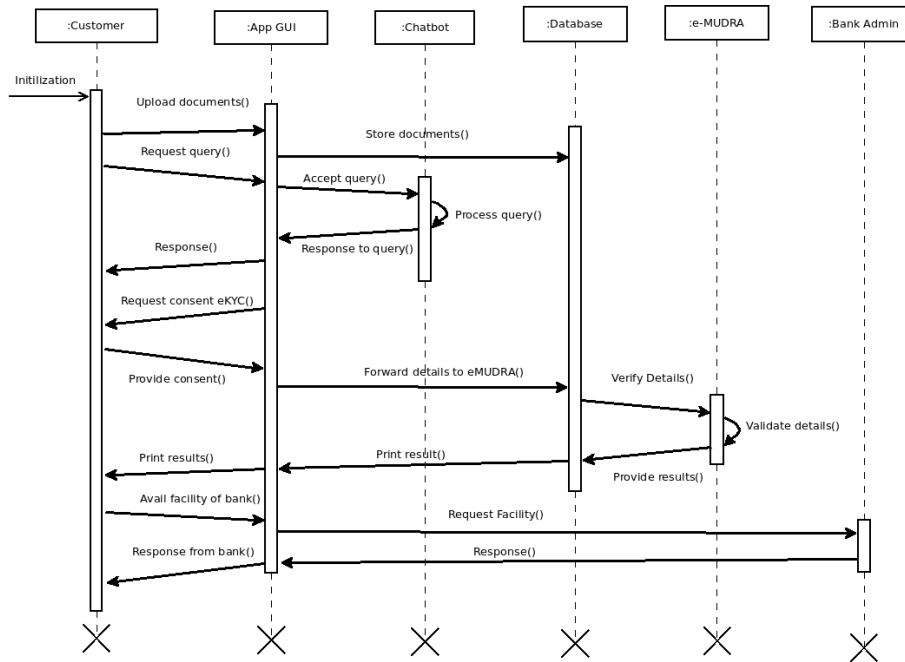 :Customer
:App GUI
:Chatbot
:Database
:e-MUDRA
:Bank Admin
Initilization
Upload documents()
Store documents()
Request query()
Accept query()
Process query()
Response()
Response to query()
Request consent eKYC()
Provide consent()
Forward details to eMUDRA()
Verify Details()
Validate details()
Print results()
Print result()
Provide results()
Avail facility of bank()
Request Facility()
Response from bank()
Response()